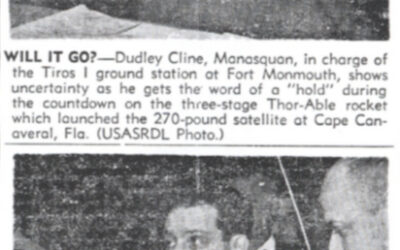 WILL IT GO?—Dudley Cline, Manasquan, in charge of
the Tiros I ground station at Fort Monmouth, shows
uncertainty as he gets the word of a "hold" during
the countdown on the three-stage Thor-Able rocket
which launched the 270-pound satellite at Cape Can-
averal, Fla. (USASRDL Photo.)